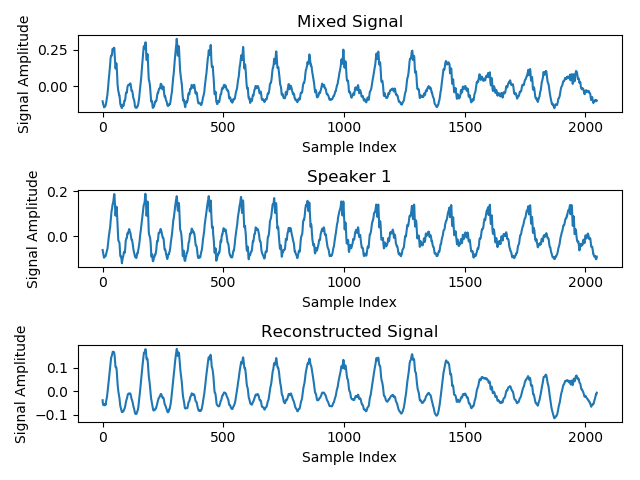 Mixed Signal
Signal Amplitude
0.25
0.00
0 500 1000 1500 2000
Sample Index
Speaker 1
Signal Amplitude
0.2
0.0
0 500 1000 1500 2000
Sample Index
Reconstructed Signal
Signal Amplitude
0.1
0.0
−0.1
0 500 1000 1500 2000
Sample Index